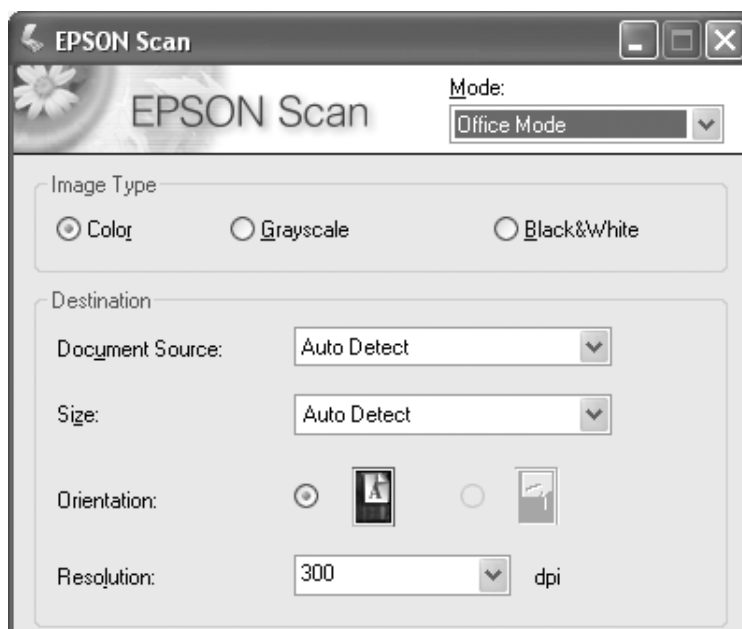 EPSON Scan
EPSON Scan
Mode:
Office Mode
Image Type
Color Grayscale Black&White
Destination
Document Source: Auto Detect
Size: Auto Detect
Orientation: A
Resolution: 300 dpi